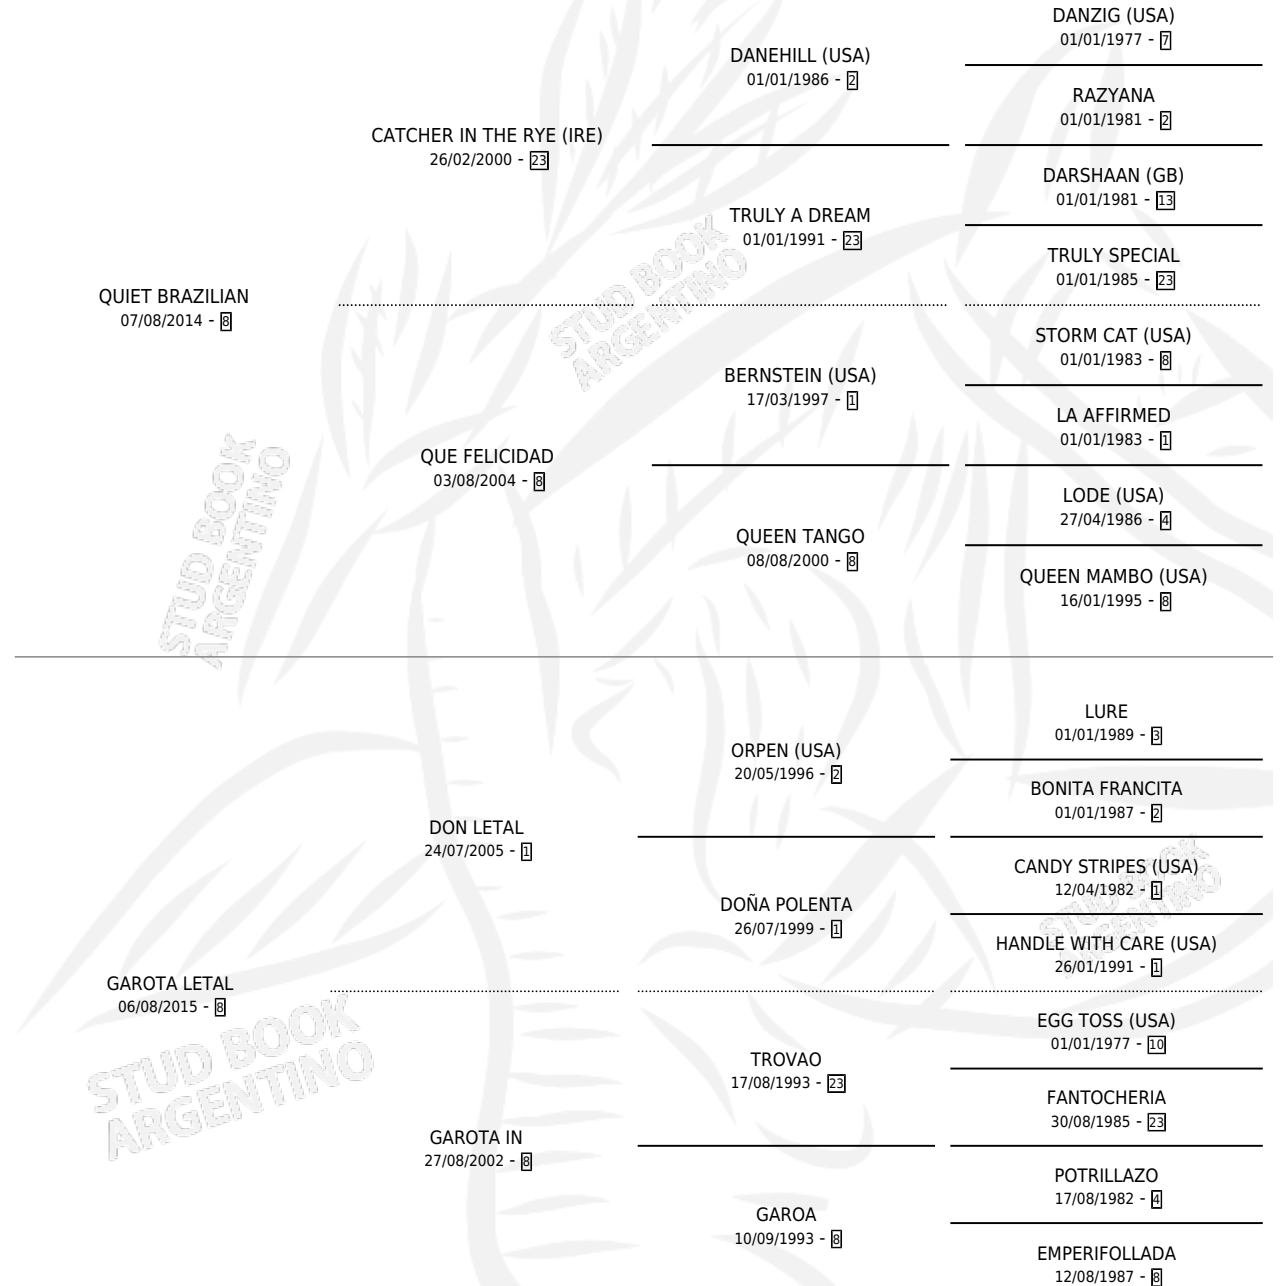 DANZIG (USA)
01/01/1977 - 7
DANEHILL (USA)
01/01/1986 - 2
RAZYANA
01/01/1981 - 2
CATCHER IN THE RYE (IRE)
26/02/2000 - 23
DARSHAAN (GB)
01/01/1981 - 13
TRULY A DREAM
01/01/1991 - 23
TRULY SPECIAL
01/01/1985 - 23
QUIET BRAZILIAN
07/08/2014 - 8
STORM CAT (USA)
01/01/1983 - 8
BERNSTEIN (USA)
17/03/1997 - 1
LA AFFIRMED
01/01/1983 - 1
QUE FELICIDAD
03/08/2004 - 8
LODE (USA)
27/04/1986 - 4
QUEEN TANGO
08/08/2000 - 8
QUEEN MAMBO (USA)
16/01/1995 - 8
LURE
01/01/1989 - 3
ORPEN (USA)
20/05/1996 - 2
BONITA FRANCITA
01/01/1987 - 2
DON LETAL
24/07/2005 - 1
CANDY STRIPES (USA)
12/04/1982 - 1
DOÑA POLENTA
26/07/1999 - 1
HANDLE WITH CARE (USA)
26/01/1991 - 1
GAROTA LETAL
06/08/2015 - 8
EGG TOSS (USA)
01/01/1977 - 10
TROVAO
17/08/1993 - 23
FANTOCHERIA
30/08/1985 - 23
GAROTA IN
27/08/2002 - 8
POTRILLAZO
17/08/1982 - 4
GAROA
10/09/1993 - 8
EMPERIFOLLADA
12/08/1987 - 8
STUD BOOK
ARGENTINO
STUD BOOK
ARGENTINO
STUD BOOK
ARGENTINO
STUD BOOK
ARGENTINO